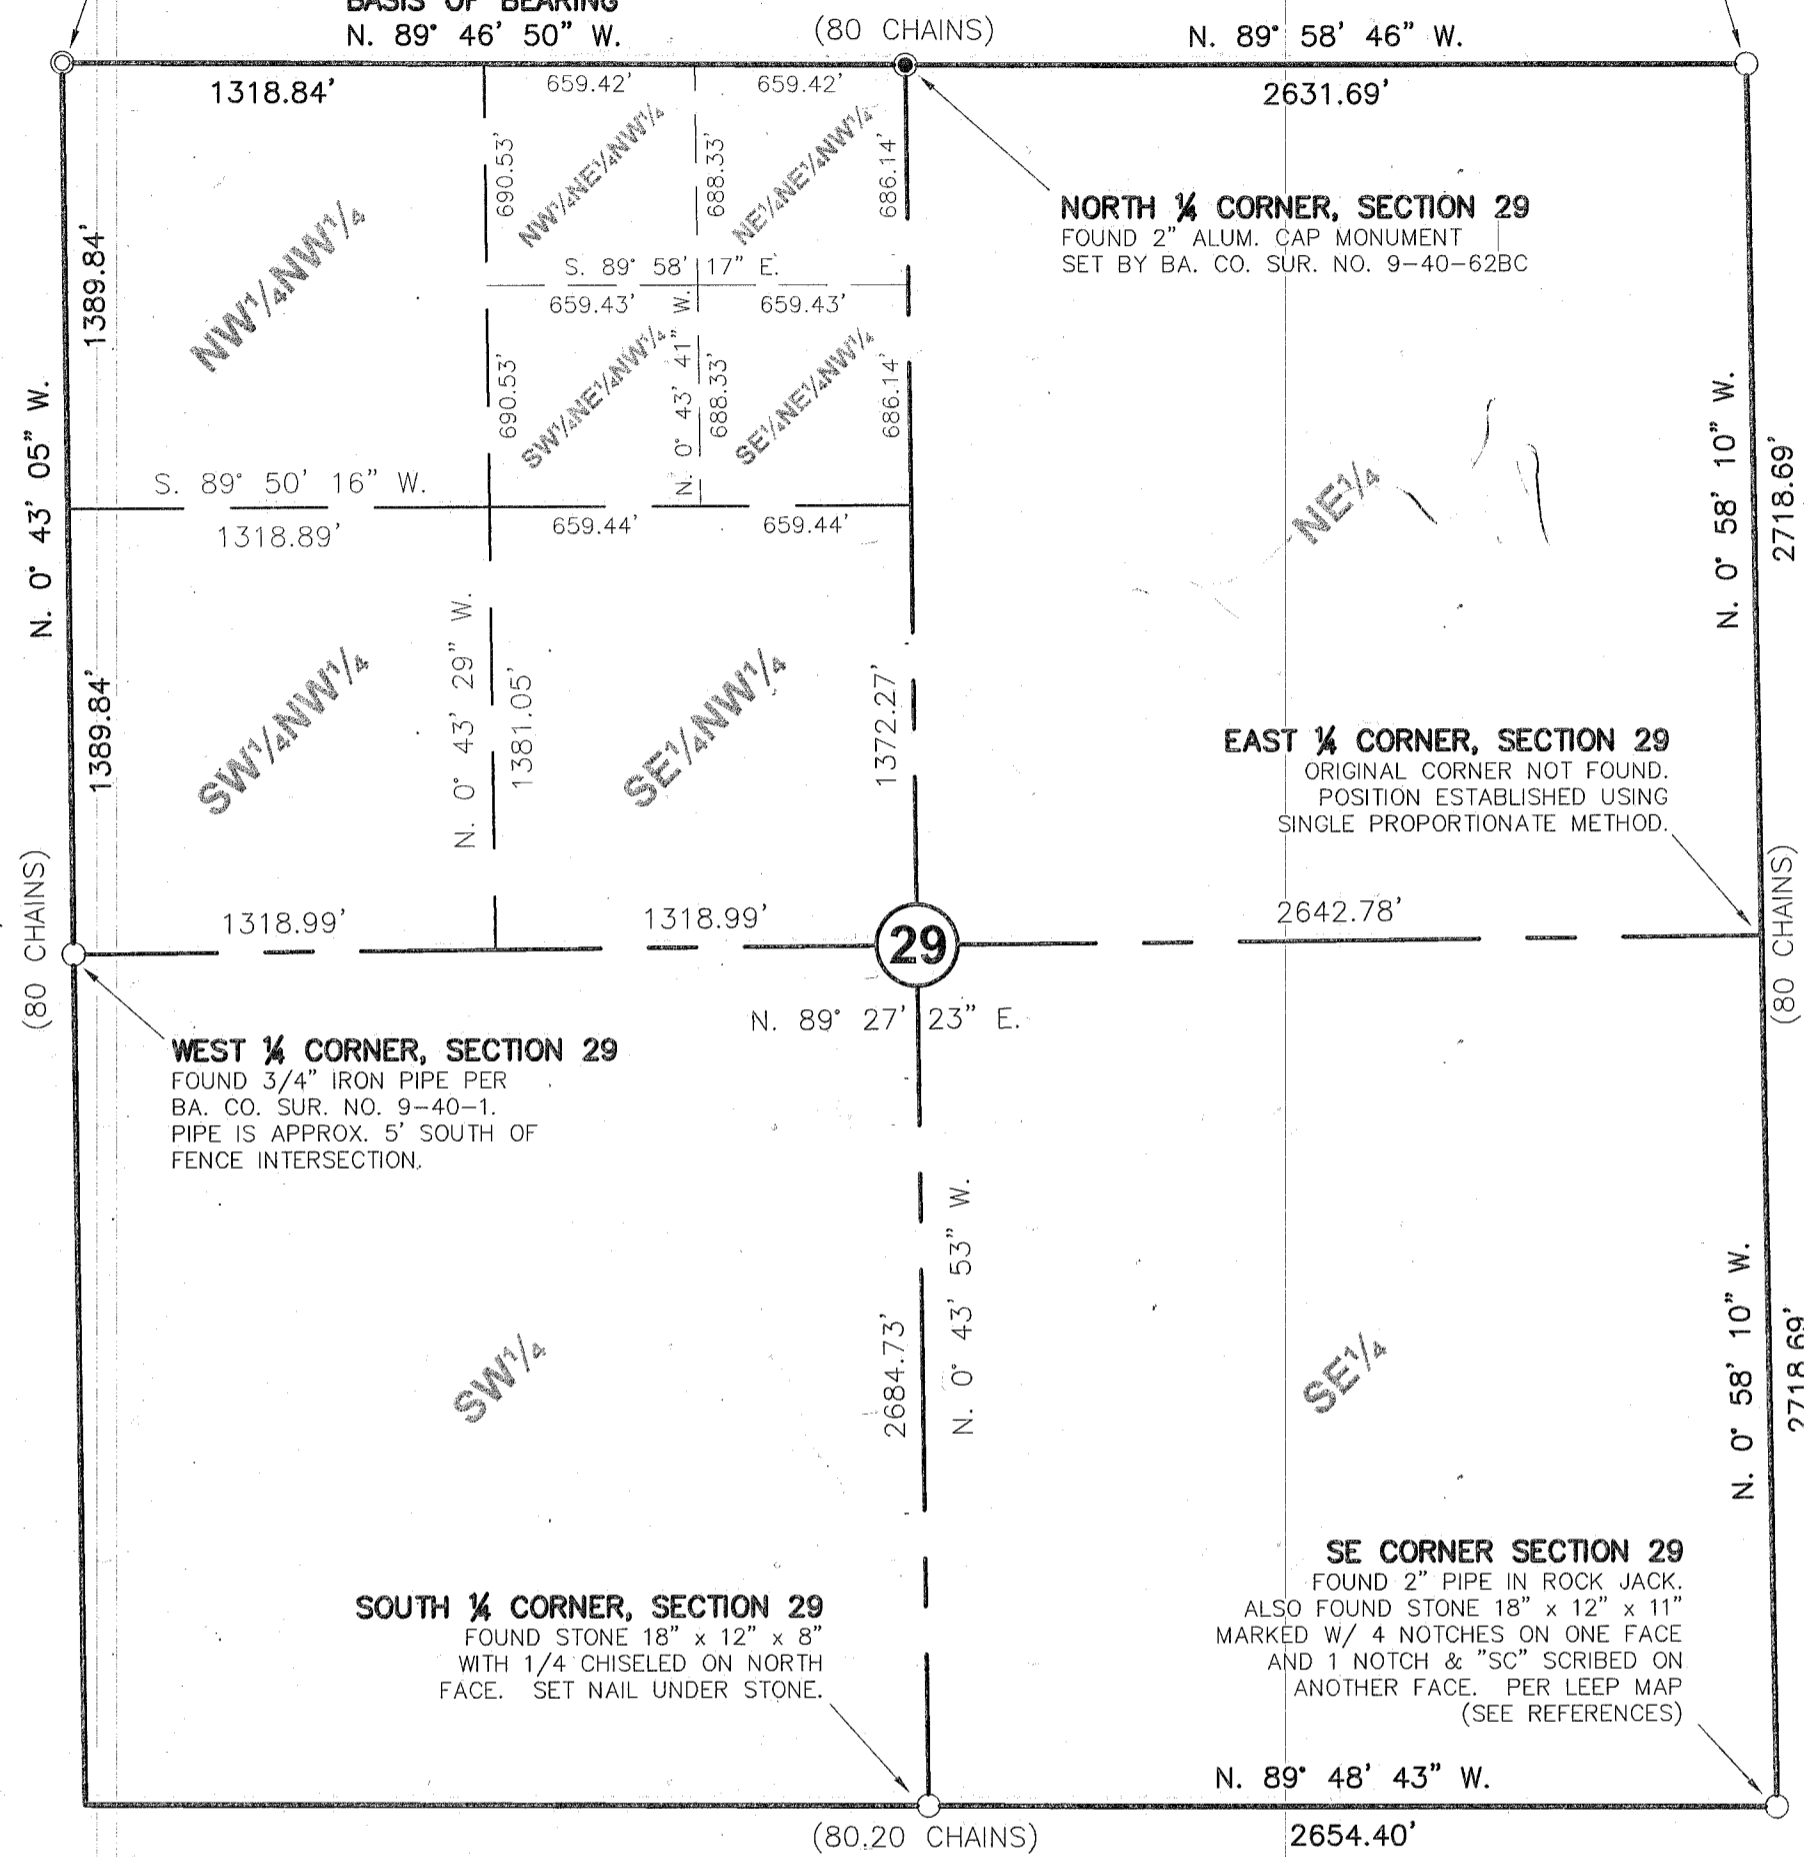 BASIS OF BEARING
N. 89° 46' 50" W.
(80 CHAINS)
N. 89° 58' 46" W.
1318.84'
659.42'
659.42'
2631.69'
690.53'
NW¼NE¼NW¼
688.33'
NE¼NE¼NW¼
686.14'
NORTH ¼ CORNER, SECTION 29
FOUND 2" ALUM. CAP MONUMENT
SET BY BA. CO. SUR. NO. 9-40-62BC
1389.84'
NW¼NW¼
S. 89° 58' 17" E.
659.43'
659.43'
N. 0° 43' 05" W.
690.53'
SW¼NE¼NW¼
N. 0° 43' 41" W.
688.33'
SE¼NE¼NW¼
686.14'
NE¼
N. 0° 58' 10" W.
2718.69'
S. 89° 50' 16" W.
1318.89'
659.44'
659.44'
1389.84'
SW¼NW¼
N. 0° 43' 29" W.
1381.05'
SE¼NW¼
1372.27'
EAST ¼ CORNER, SECTION 29
ORIGINAL CORNER NOT FOUND.
POSITION ESTABLISHED USING
SINGLE PROPORTIONATE METHOD.
(80 CHAINS)
1318.99'
1318.99'
29
2642.78'
(80 CHAINS)
N. 89° 27' 23" E.
WEST ¼ CORNER, SECTION 29
FOUND 3/4" IRON PIPE PER
BA. CO. SUR. NO. 9-40-1.
PIPE IS APPROX. 5' SOUTH OF
FENCE INTERSECTION.
SW¼
2684.73'
N. 0° 43' 53" W.
SE¼
N. 0° 58' 10" W.
2718.69'
SOUTH ¼ CORNER, SECTION 29
FOUND STONE 18" x 12" x 8"
WITH 1/4 CHISELED ON NORTH
FACE. SET NAIL UNDER STONE.
SE CORNER SECTION 29
FOUND 2" PIPE IN ROCK JACK.
ALSO FOUND STONE 18" x 12" x 11"
MARKED W/ 4 NOTCHES ON ONE FACE
AND 1 NOTCH & "SC" SCRIBED ON
ANOTHER FACE. PER LEEP MAP
(SEE REFERENCES)
N. 89° 48' 43" W.
(80.20 CHAINS)
2654.40'